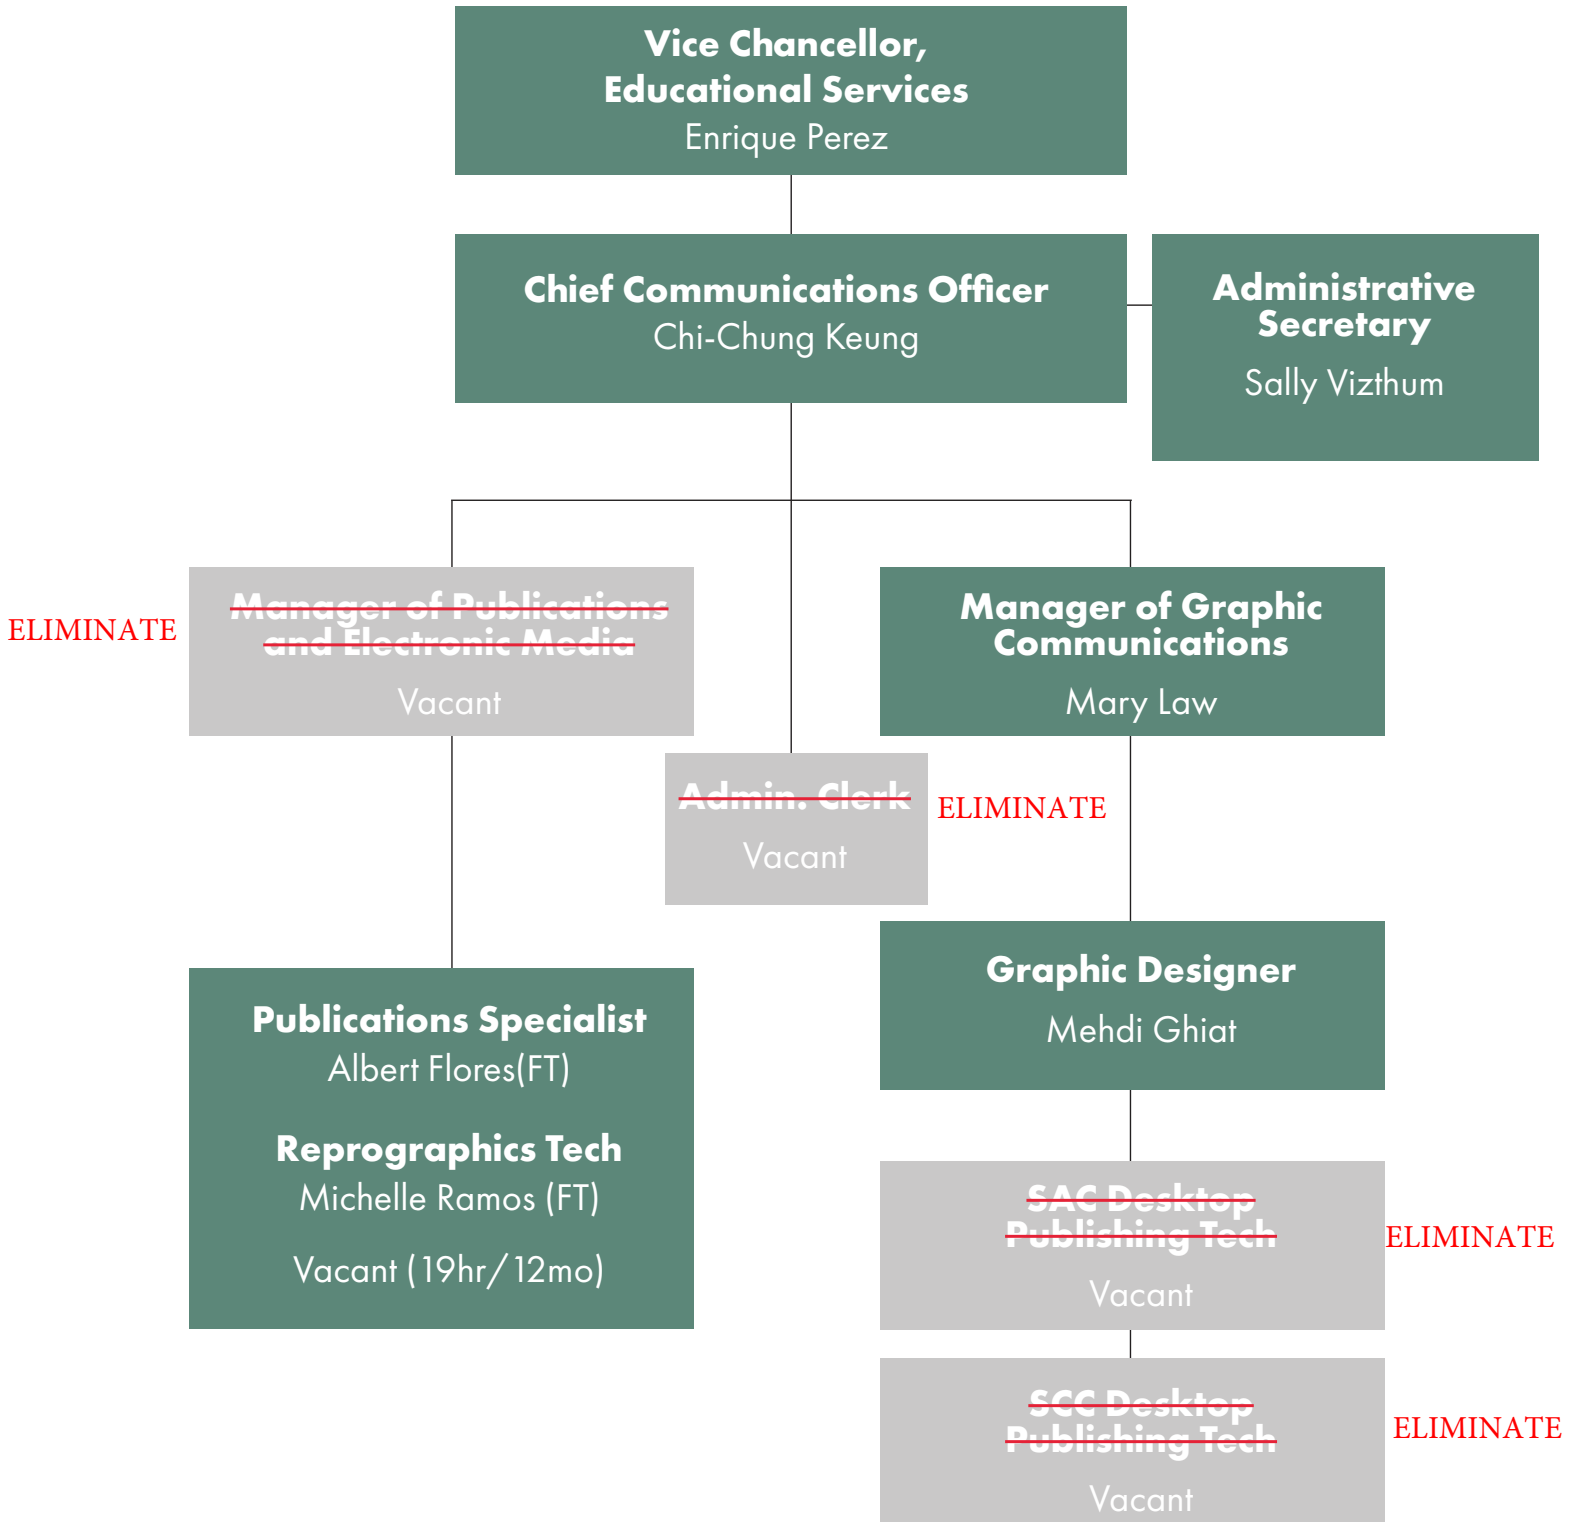 Vice Chancellor,
Educational Services
Enrique Perez
Chief Communications Officer
Chi-Chung Keung
Administrative
Secretary
Sally Vizthum
ELIMINATE
Manager of Publications
and Electronic Media
Vacant
Manager of Graphic
Communications
Mary Law
Admin. Clerk
Vacant
ELIMINATE
Graphic Designer
Mehdi Ghiat
Publications Specialist
Albert Flores(FT)
Reprographics Tech
Michelle Ramos (FT)
Vacant (19hr/12mo)
SAC Desktop
Publishing Tech
Vacant
ELIMINATE
SCC Desktop
Publishing Tech
Vacant
ELIMINATE